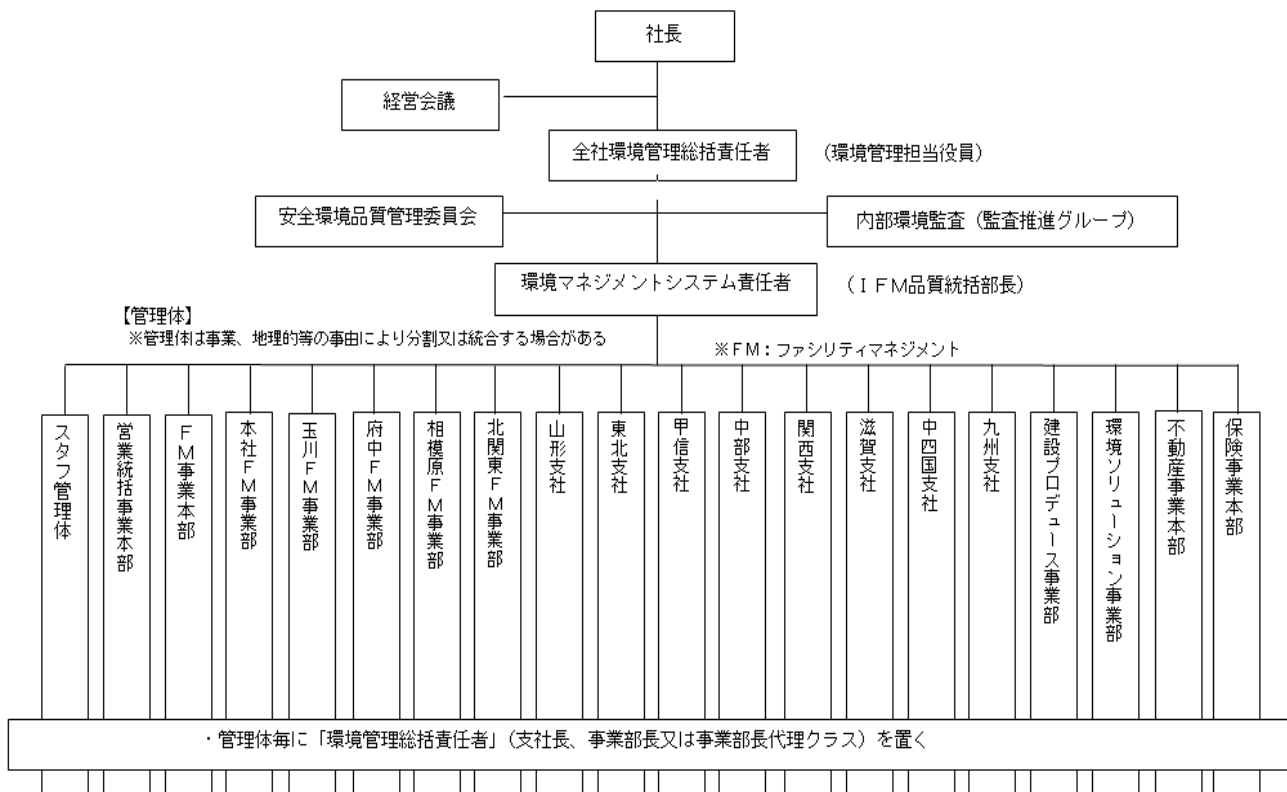 社長
経営会議
全社環境管理総括責任者
(環境管理担当役員)
安全環境品質管理委員会
内部環境監査（監査推進グループ）
環境マネジメントシステム責任者
(ＩＦＭ品質統括部長)
【管理体】
※管理体は事業、地理的等の事由により分割又は統合する場合がある
※ＦＭ：ファシリティマネジメント
スタッフ管理体
営業統括事業本部
ＦＭ事業本部
本社ＦＭ事業部
玉川ＦＭ事業部
府中ＦＭ事業部
相模原ＦＭ事業部
北関東ＦＭ事業部
山形支社
東北支社
甲信支社
中部支社
関西支社
滋賀支社
中四国支社
九州支社
建設プロデュース事業部
環境ソリューション事業部
不動産事業本部
保険事業本部
・管理体毎に「環境管理総括責任者」（支社長、事業部長又は事業部長代理クラス）を置く